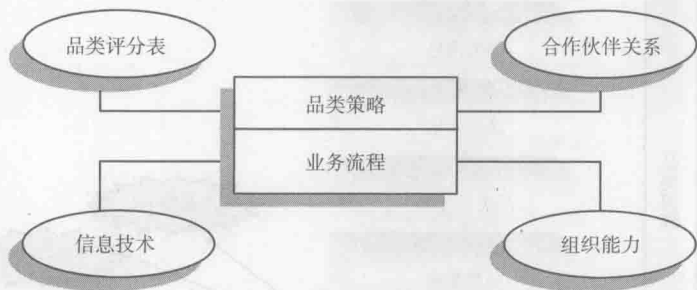 品类评分表
合作伙伴关系
品类策略
业务流程
信息技术
组织能力